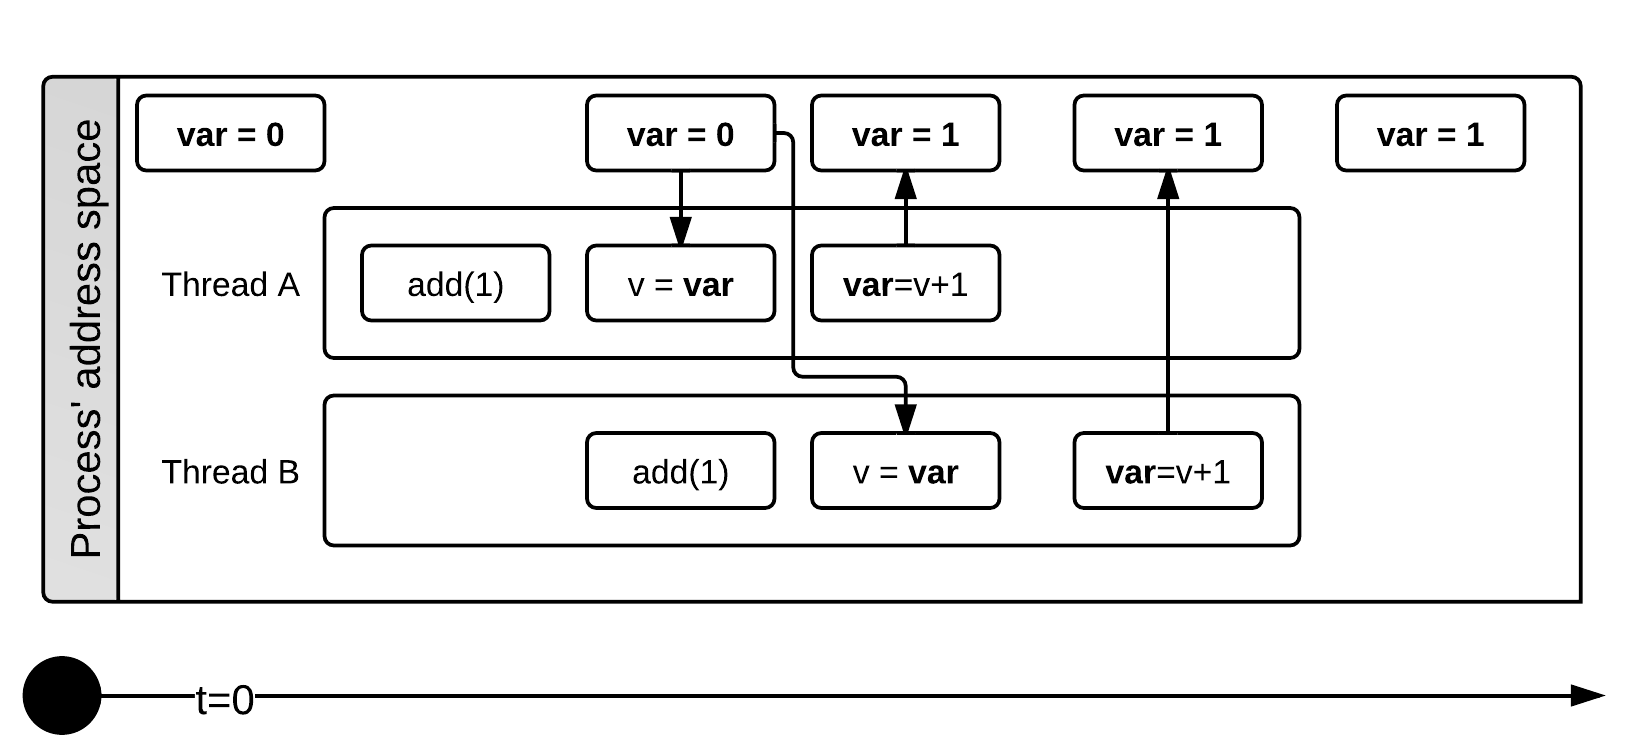 Process' address space
var = 0
var = 0
var = 1
var = 1
var = 1
Thread A
add(1)
v = var
var=v+1
Thread B
add(1)
v = var
var=v+1
t=0